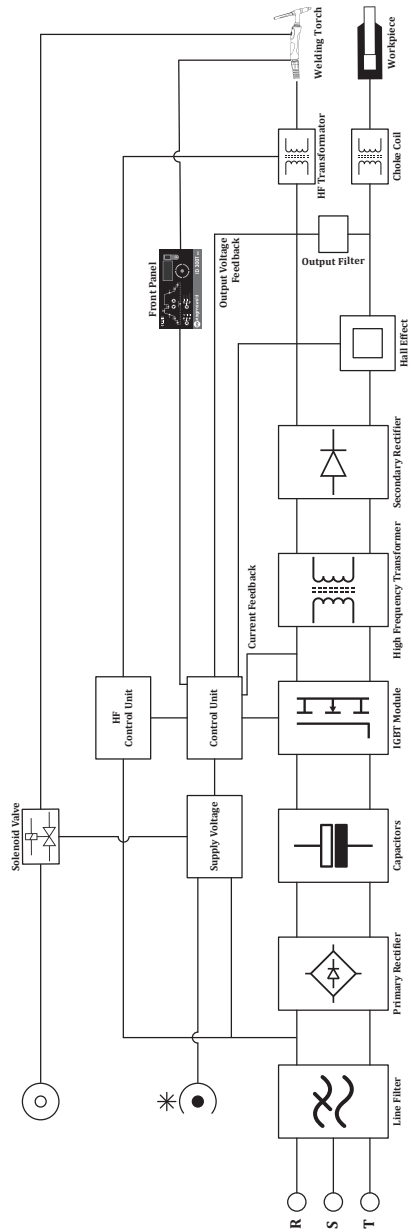 R
S
T
Line Filter
Primary Rectifier
Capacitors
IGBT Module
High Frequency Transformer
Secondary Rectifier
Hall Effect
Output Filter
HF Transformator
Choke Coil
Welding Torch
Workpiece
Solenoid Valve
Supply Voltage
HF
Control Unit
Control Unit
Current Feedback
Front Panel
Output Voltage
Feedback